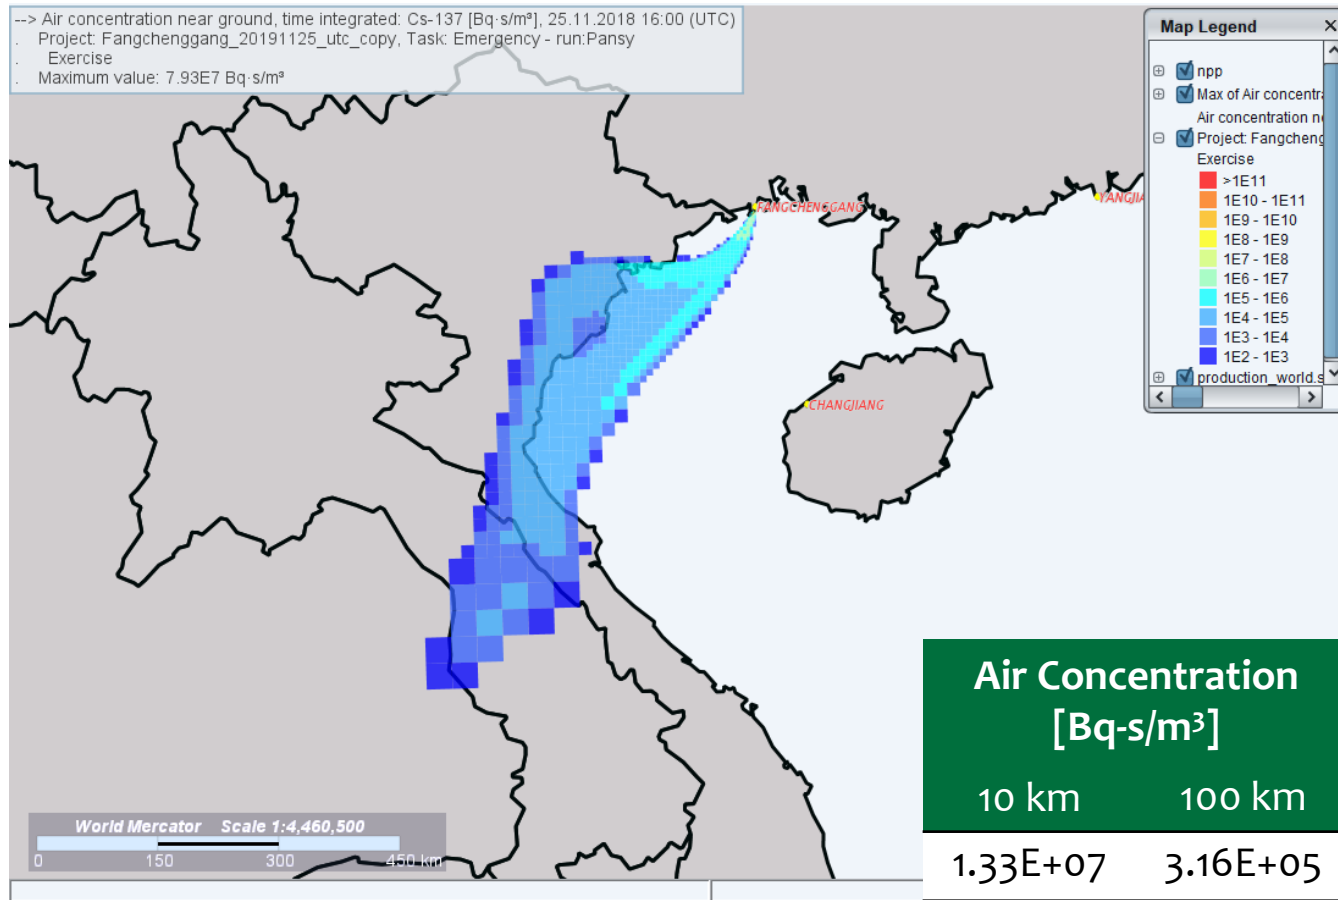 --> Air concentration near ground, time integrated: Cs-137 [Bq·s/m³], 25.11.2018 16:00 (UTC)
. Project: Fangchenggang_20191125_utc_copy, Task: Emergency - run:Pansy
. Exercise
. Maximum value: 7.93E7 Bq·s/m³
Map Legend
npp
Max of Air concentra
Air concentration ne
Project: Fangcheng
Exercise
>1E11
1E10 - 1E11
1E9 - 1E10
1E8 - 1E9
1E7 - 1E8
1E6 - 1E7
1E5 - 1E6
1E4 - 1E5
1E3 - 1E4
1E2 - 1E3
production_world.s
FANGCHENGGANG
YANGJIA
CHANGJIANG
World Mercator Scale 1:4,460,500
0 150 300 450 km
Air Concentration
[Bq-s/m³]
10 km 100 km
1.33E+07 3.16E+05